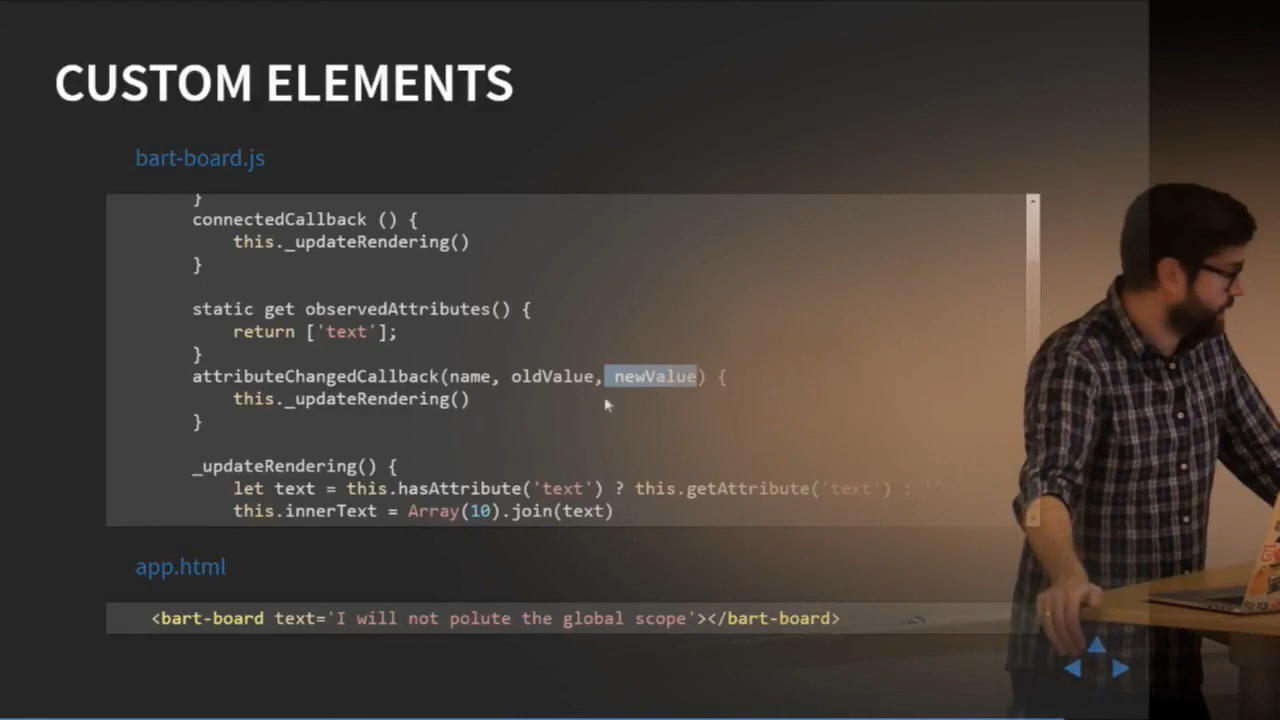 CUSTOM ELEMENTS
bart-board.js
}
connectedCallback () {
this._updateRendering()
}
static get observedAttributes() {
return ['text'];
}
attributeChangedCallback(name, oldValue, newValue) {
this._updateRendering()
}
_updateRendering() {
let text = this.hasAttribute('text') ? this.getAttribute('text') : ''
this.innerText = Array(10).join(text)
app.html
<bart-board text='I will not polute the global scope'></bart-board>